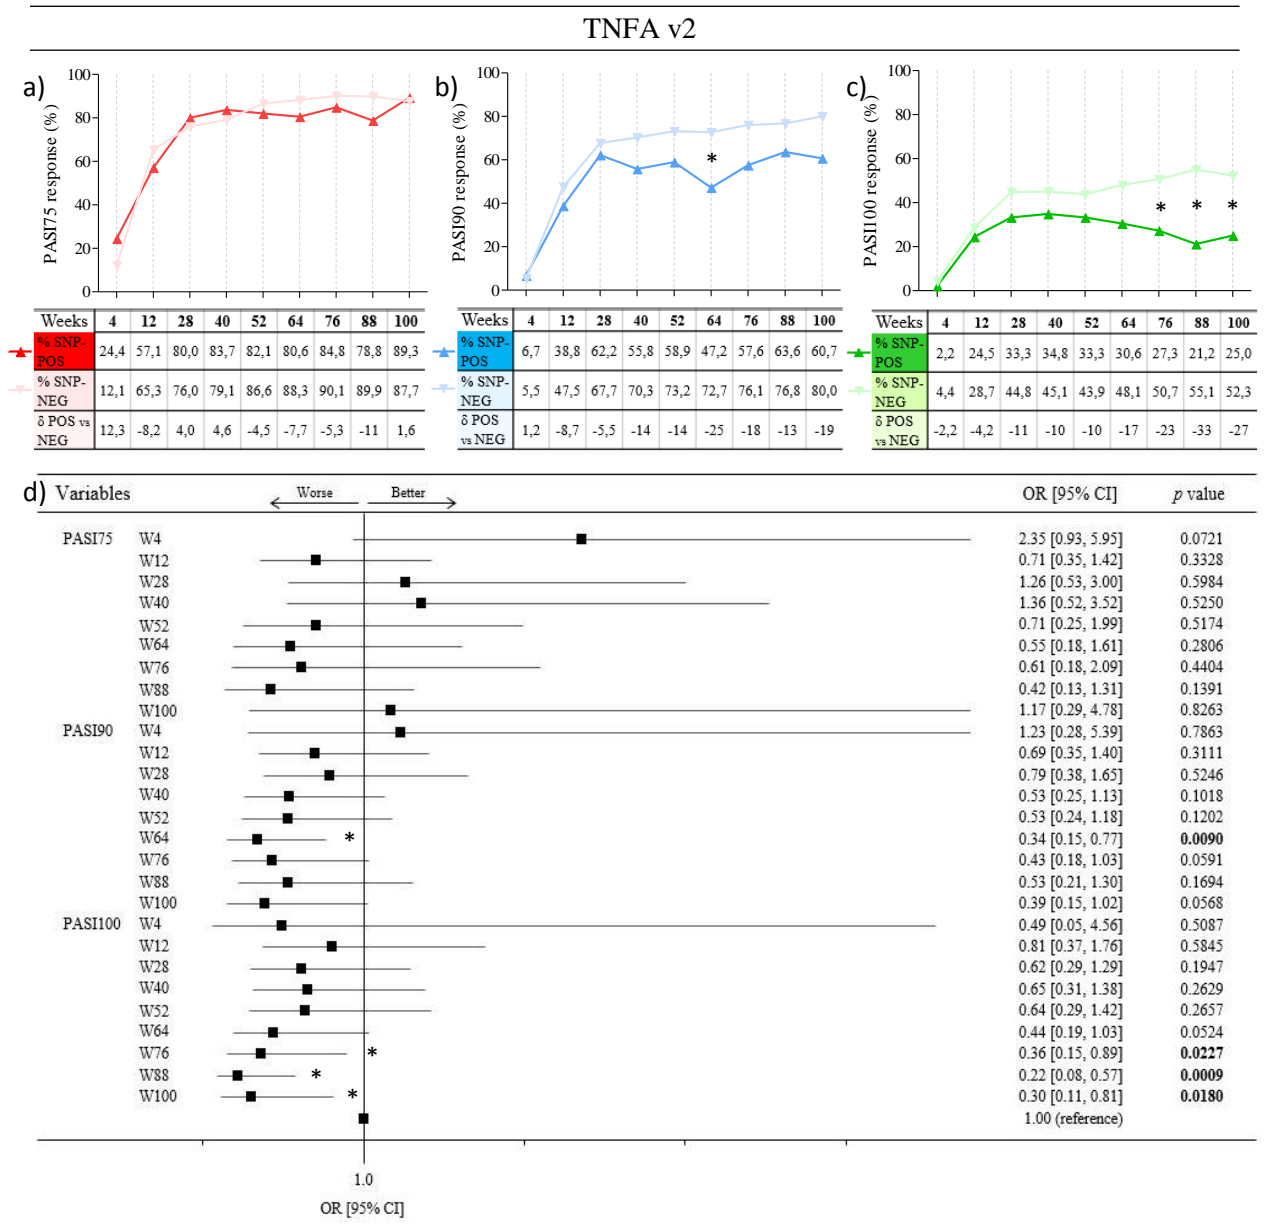 TNFA v2
a)
PASI75 response (%)
100
80
60
40
20
0
Weeks 4 12 28 40 52 64 76 88 100
% SNP-POS 24,4 57,1 80,0 83,7 82,1 80,6 84,8 78,8 89,3
% SNP-NEG 12,1 65,3 76,0 79,1 86,6 88,3 90,1 89,9 87,7
δ POS vs NEG 12,3 -8,2 4,0 4,6 -4,5 -7,7 -5,3 -11 1,6
b)
PASI90 response (%)
100
80
60
40
20
0
*
Weeks 4 12 28 40 52 64 76 88 100
% SNP-POS 6,7 38,8 62,2 55,8 58,9 47,2 57,6 63,6 60,7
% SNP-NEG 5,5 47,5 67,7 70,3 73,2 72,7 76,1 76,8 80,0
δ POS vs NEG 1,2 -8,7 -5,5 -14 -14 -25 -18 -13 -19
c)
PASI100 response (%)
100
80
60
40
20
0
* * *
Weeks 4 12 28 40 52 64 76 88 100
% SNP-POS 2,2 24,5 33,3 34,8 33,3 30,6 27,3 21,2 25,0
% SNP-NEG 4,4 28,7 44,8 45,1 43,9 48,1 50,7 55,1 52,3
δ POS vs NEG -2,2 -4,2 -11 -10 -10 -17 -23 -33 -27
d) Variables Worse Better OR [95% CI] p value
PASI75 W4 2.35 [0.93, 5.95] 0.0721
W12 0.71 [0.35, 1.42] 0.3328
W28 1.26 [0.53, 3.00] 0.5984
W40 1.36 [0.52, 3.52] 0.5250
W52 0.71 [0.25, 1.99] 0.5174
W64 0.55 [0.18, 1.61] 0.2806
W76 0.61 [0.18, 2.09] 0.4404
W88 0.42 [0.13, 1.31] 0.1391
W100 1.17 [0.29, 4.78] 0.8263
PASI90 W4 1.23 [0.28, 5.39] 0.7863
W12 0.69 [0.35, 1.40] 0.3111
W28 0.79 [0.38, 1.65] 0.5246
W40 0.53 [0.25, 1.13] 0.1018
W52 0.53 [0.24, 1.18] 0.1202
W64 * 0.34 [0.15, 0.77] 0.0090
W76 0.43 [0.18, 1.03] 0.0591
W88 0.53 [0.21, 1.30] 0.1694
W100 0.39 [0.15, 1.02] 0.0568
PASI100 W4 0.49 [0.05, 4.56] 0.5087
W12 0.81 [0.37, 1.76] 0.5845
W28 0.62 [0.29, 1.29] 0.1947
W40 0.65 [0.31, 1.38] 0.2629
W52 0.64 [0.29, 1.42] 0.2657
W64 0.44 [0.19, 1.03] 0.0524
W76 * 0.36 [0.15, 0.89] 0.0227
W88 * 0.22 [0.08, 0.57] 0.0009
W100 * 0.30 [0.11, 0.81] 0.0180
1.00 (reference)
1.0
OR [95% CI]